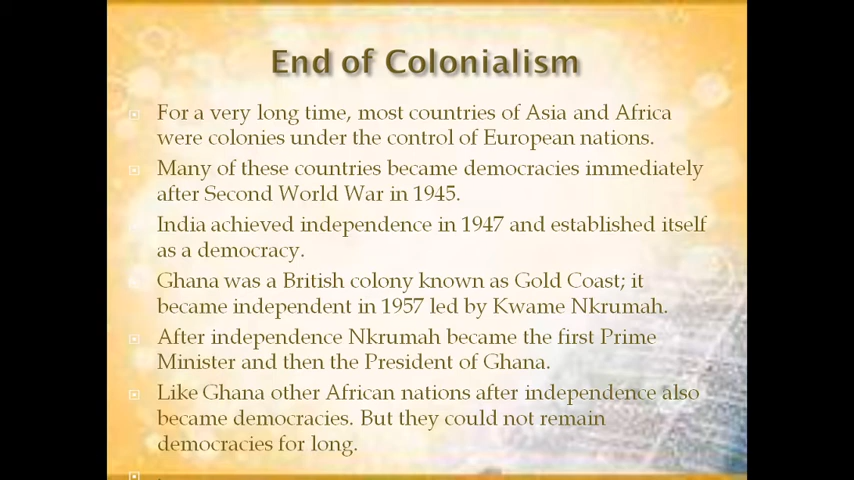 End of Colonialism
For a very long time, most countries of Asia and Africa
were colonies under the control of European nations.
Many of these countries became democracies immediately
after Second World War in 1945.
India achieved independence in 1947 and established itself
as a democracy.
Ghana was a British colony known as Gold Coast; it
became independent in 1957 led by Kwame Nkrumah.
After independence Nkrumah became the first Prime
Minister and then the President of Ghana.
Like Ghana other African nations after independence also
became democracies. But they could not remain
democracies for long.
.